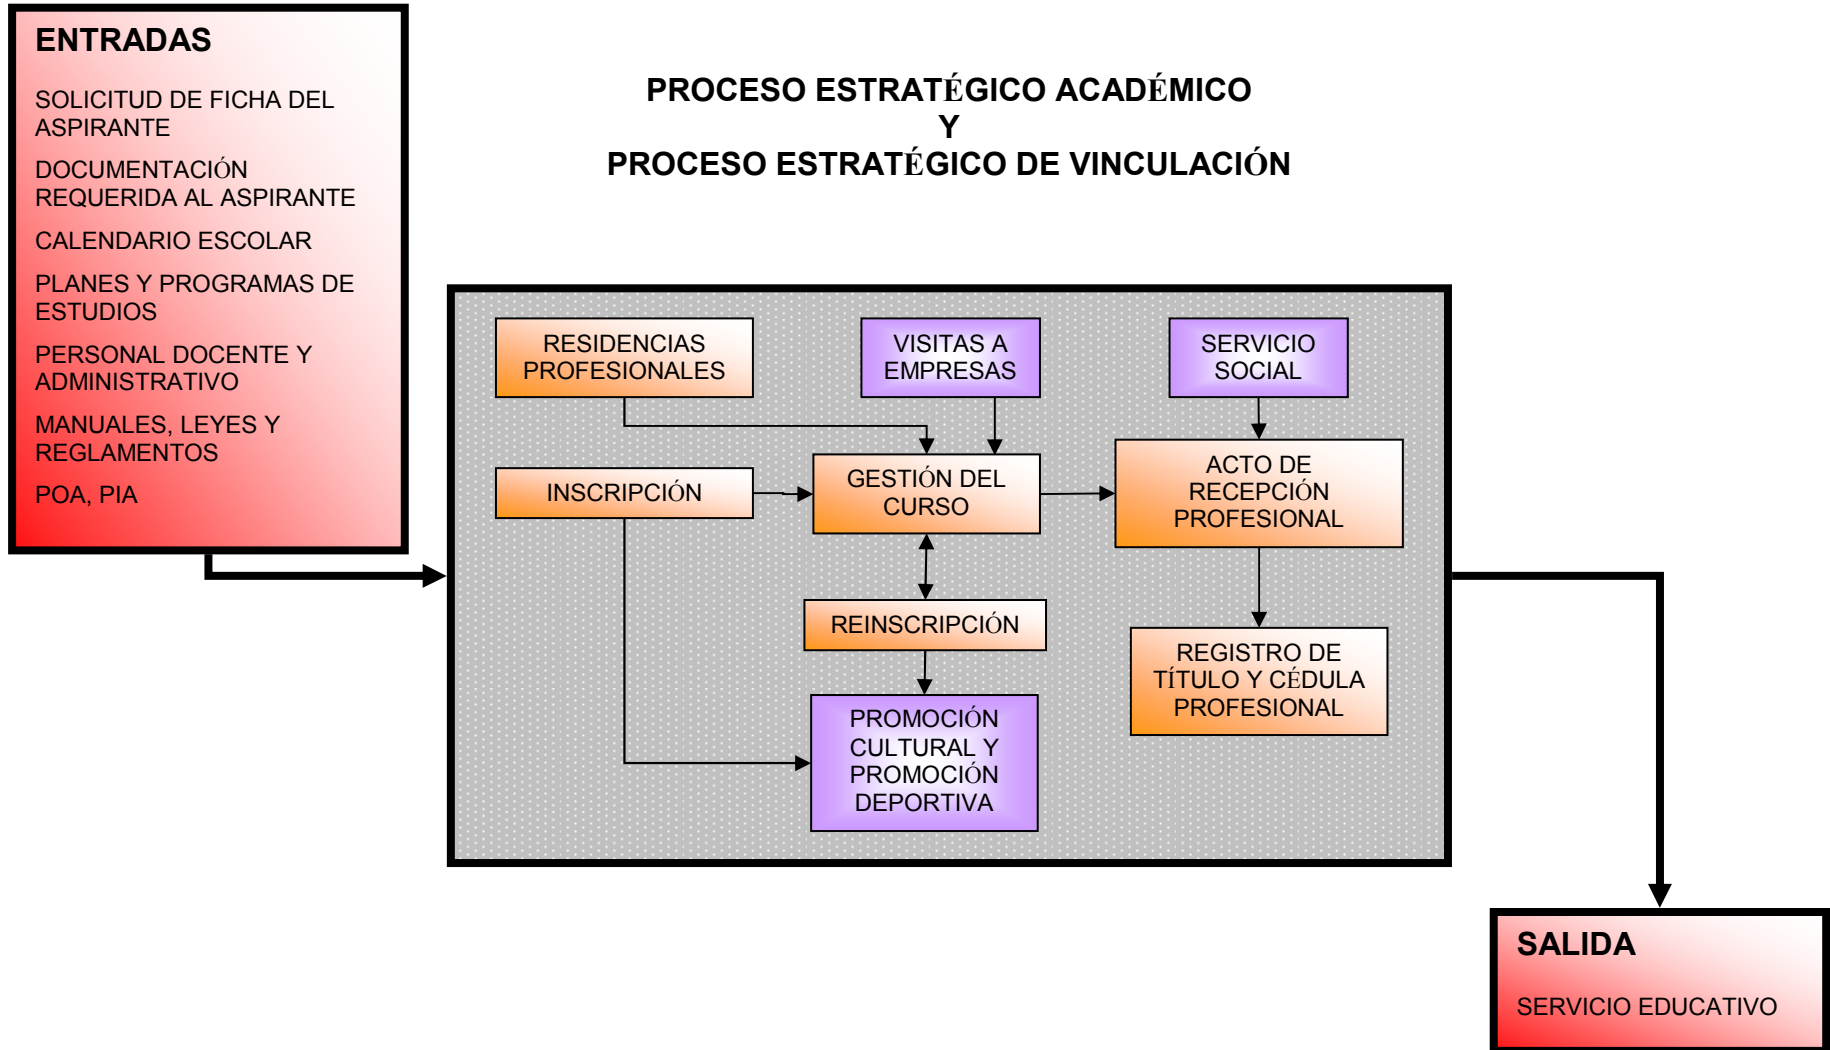 ENTRADAS
SOLICITUD DE FICHA DEL
ASPIRANTE
DOCUMENTACIÓN
REQUERIDA AL ASPIRANTE
CALENDARIO ESCOLAR
PLANES Y PROGRAMAS DE
ESTUDIOS
PERSONAL DOCENTE Y
ADMINISTRATIVO
MANUALES, LEYES Y
REGLAMENTOS
POA, PIA
PROCESO ESTRATÉGICO ACADÉMICO
Y
PROCESO ESTRATÉGICO DE VINCULACIÓN
RESIDENCIAS
PROFESIONALES
VISITAS A
EMPRESAS
SERVICIO
SOCIAL
INSCRIPCIÓN
GESTIÓN DEL
CURSO
ACTO DE
RECEPCIÓN
PROFESIONAL
REINSCRIPCIÓN
REGISTRO DE
TÍTULO Y CÉDULA
PROFESIONAL
PROMOCIÓN
CULTURAL Y
PROMOCIÓN
DEPORTIVA
SALIDA
SERVICIO EDUCATIVO